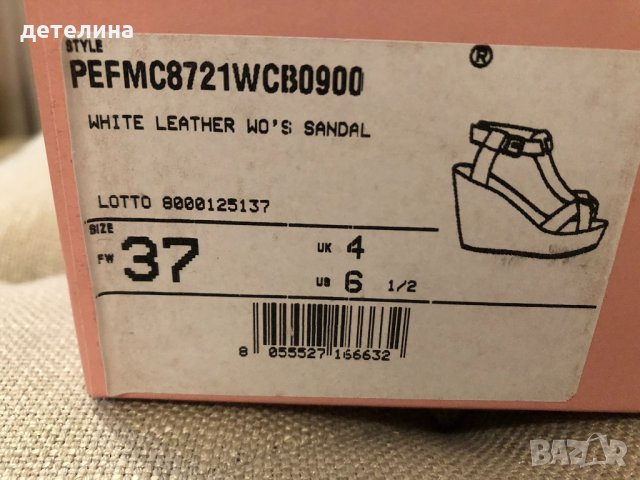 детелина
STYLE
PEFMC8721WCB0900
®
WHITE LEATHER WO'S SANDAL
LOTTO 8000125137
SIZE
FW 37
UK 4
US 6 1/2
8 055527 166632
BAZAR